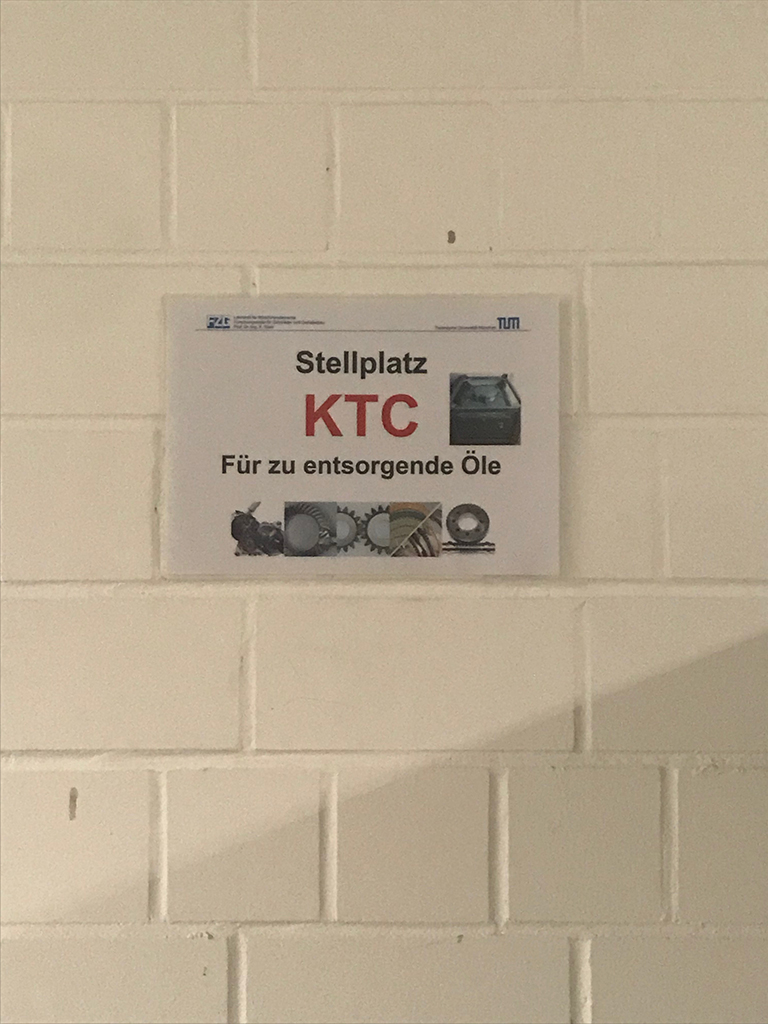 FZG
TUM
Stellplatz
KTC
Für zu entsorgende Öle